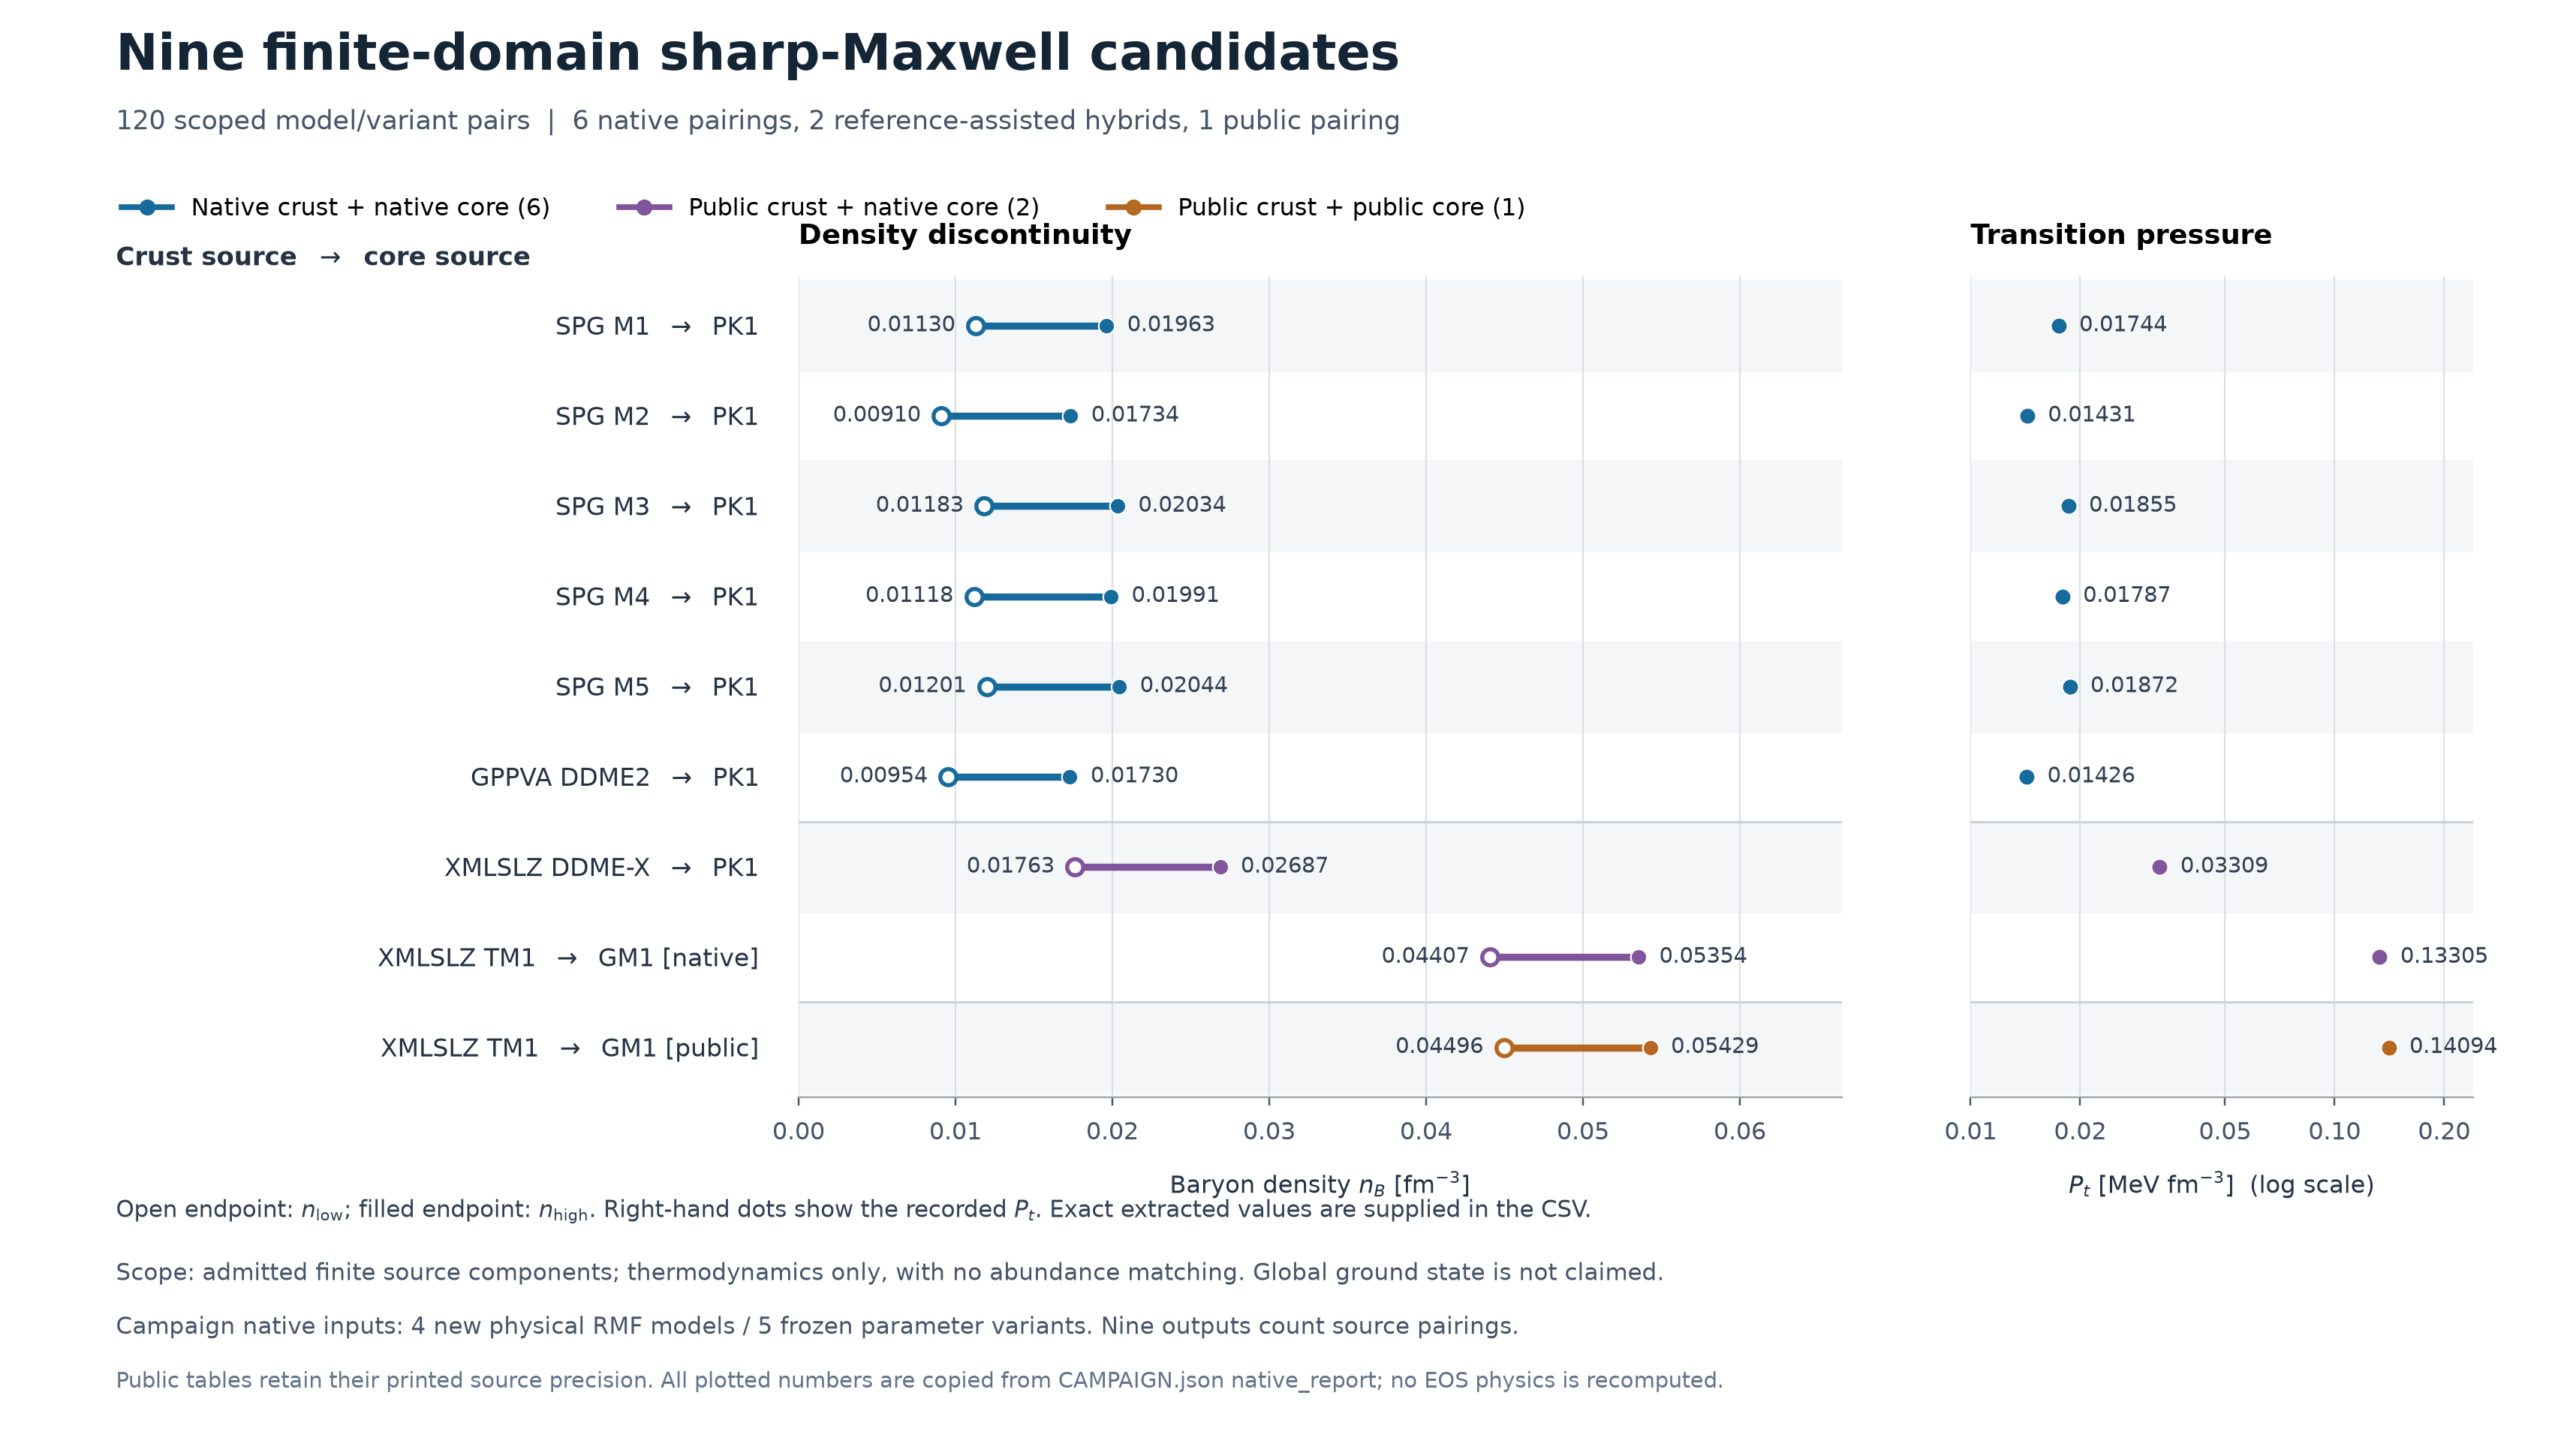 Nine finite-domain sharp-Maxwell candidates
120 scoped model/variant pairs | 6 native pairings, 2 reference-assisted hybrids, 1 public pairing
Native crust + native core (6) Public crust + native core (2) Public crust + public core (1)
Crust source → core source
Density discontinuity
Transition pressure
SPG M1 → PK1 0.01130 0.01963 0.01744
SPG M2 → PK1 0.00910 0.01734 0.01431
SPG M3 → PK1 0.01183 0.02034 0.01855
SPG M4 → PK1 0.01118 0.01991 0.01787
SPG M5 → PK1 0.01201 0.02044 0.01872
GPPVA DDME2 → PK1 0.00954 0.01730 0.01426
XMLSLZ DDME-X → PK1 0.01763 0.02687 0.03309
XMLSLZ TM1 → GM1 [native] 0.04407 0.05354 0.13305
XMLSLZ TM1 → GM1 [public] 0.04496 0.05429 0.14094
0.00 0.01 0.02 0.03 0.04 0.05 0.06
0.01 0.02 0.05 0.10 0.20
Baryon density n_B [fm⁻³]
P_t [MeV fm⁻³] (log scale)
Open endpoint: n_low; filled endpoint: n_high. Right-hand dots show the recorded P_t. Exact extracted values are supplied in the CSV.
Scope: admitted finite source components; thermodynamics only, with no abundance matching. Global ground state is not claimed.
Campaign native inputs: 4 new physical RMF models / 5 frozen parameter variants. Nine outputs count source pairings.
Public tables retain their printed source precision. All plotted numbers are copied from CAMPAIGN.json native_report; no EOS physics is recomputed.